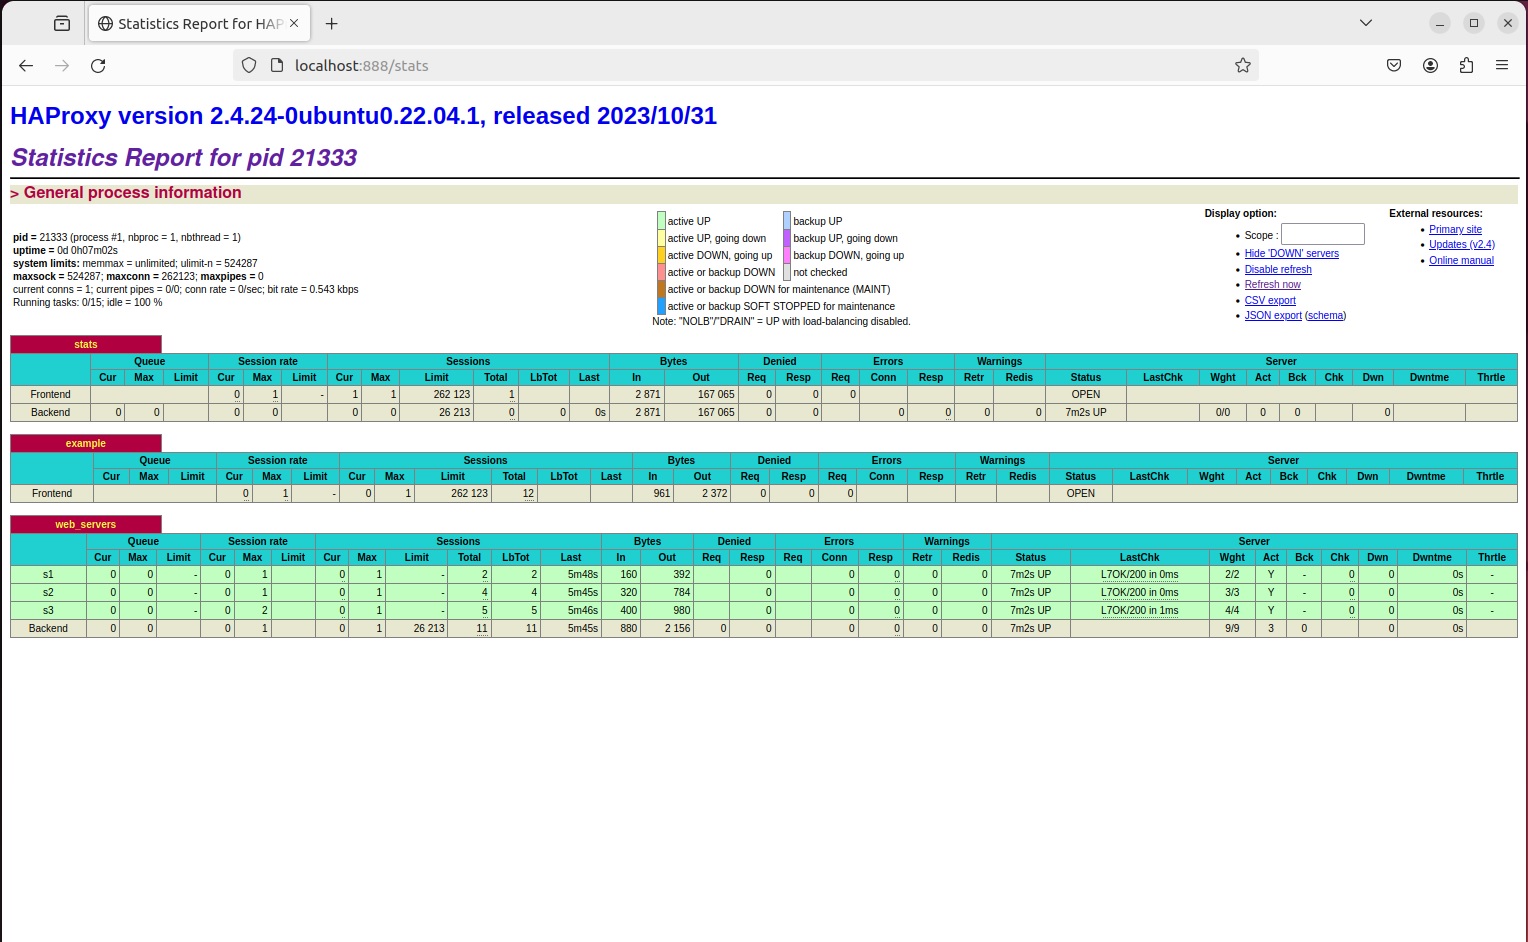 Statistics Report for HAP
localhost:888/stats
HAProxy version 2.4.24-0ubuntu0.22.04.1, released 2023/10/31
Statistics Report for pid 21333
> General process information
pid = 21333 (process #1, nbproc = 1, nbthread = 1)
uptime = 0d 0h07m02s
system limits: memmax = unlimited; ulimit-n = 524287
maxsock = 524287; maxconn = 262123; maxpipes = 0
current conns = 1; current pipes = 0/0; conn rate = 0/sec; bit rate = 0.543 kbps
Running tasks: 0/15; idle = 100 %
active UP backup UP
active UP, going down backup UP, going down
active DOWN, going up backup DOWN, going up
active or backup DOWN not checked
active or backup DOWN for maintenance (MAINT)
active or backup SOFT STOPPED for maintenance
Note: "NOLB"/"DRAIN" = UP with load-balancing disabled.
Display option:
• Scope :
• Hide 'DOWN' servers
• Disable refresh
• Refresh now
• CSV export
• JSON export (schema)
External resources:
• Primary site
• Updates (v2.4)
• Online manual
stats
Queue Session rate Sessions Bytes Denied Errors Warnings Server
Cur Max Limit Cur Max Limit Cur Max Limit Total LbTot Last In Out Req Resp Req Conn Resp Retr Redis Status LastChk Wght Act Bck Chk Dwn Dwntme Thrtle
Frontend 0 1 - 1 1 262 123 1 2 871 167 065 0 0 0 OPEN
Backend 0 0 0 0 0 0 26 213 0 0 0s 2 871 167 065 0 0 0 0 0 0 7m2s UP 0/0 0 0 0
example
Queue Session rate Sessions Bytes Denied Errors Warnings Server
Cur Max Limit Cur Max Limit Cur Max Limit Total LbTot Last In Out Req Resp Req Conn Resp Retr Redis Status LastChk Wght Act Bck Chk Dwn Dwntme Thrtle
Frontend 0 1 - 0 1 262 123 12 961 2 372 0 0 0 OPEN
web_servers
Queue Session rate Sessions Bytes Denied Errors Warnings Server
Cur Max Limit Cur Max Limit Cur Max Limit Total LbTot Last In Out Req Resp Req Conn Resp Retr Redis Status LastChk Wght Act Bck Chk Dwn Dwntme Thrtle
s1 0 0 - 0 1 0 1 - 2 2 5m48s 160 392 0 0 0 0 0 7m2s UP L7OK/200 in 0ms 2/2 Y - 0 0 0s -
s2 0 0 - 0 1 0 1 - 4 4 5m45s 320 784 0 0 0 0 0 7m2s UP L7OK/200 in 0ms 3/3 Y - 0 0 0s -
s3 0 0 - 0 2 0 1 - 5 5 5m46s 400 980 0 0 0 0 0 7m2s UP L7OK/200 in 1ms 4/4 Y - 0 0 0s -
Backend 0 0 0 1 0 1 26 213 11 11 5m45s 880 2 156 0 0 0 0 0 0 7m2s UP 9/9 3 0 0 0s